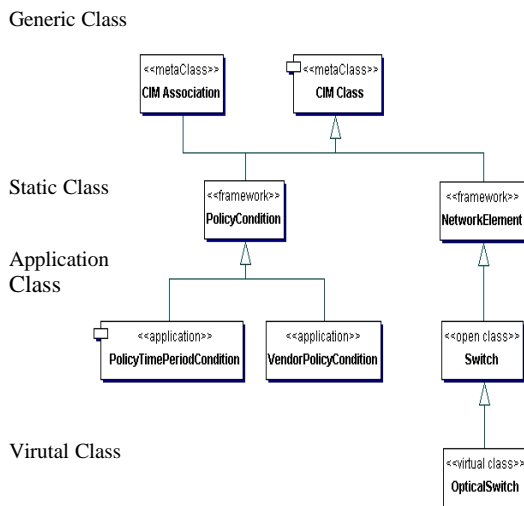 Generic Class
<<metaClass>>
CIM Association
<<metaClass>>
CIM Class
Static Class
<<framework>>
PolicyCondition
<<framework>>
NetworkElement
Application
Class
<<application>>
PolicyTimePeriodCondition
<<application>>
VendorPolicyCondition
<<open class>>
Switch
Virutal Class
<<virtual class>>
OpticalSwitch